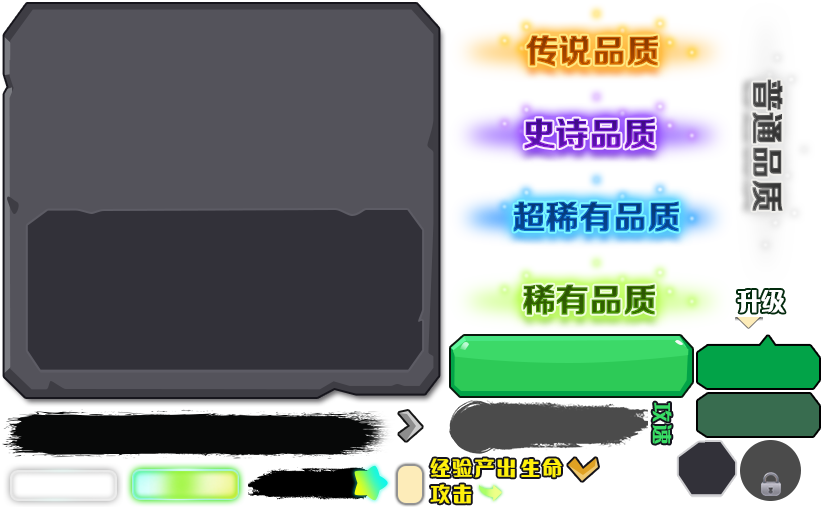 传说品质
史诗品质
超稀有品质
稀有品质
普通品质
升级
攻速
经验产出生命
攻击